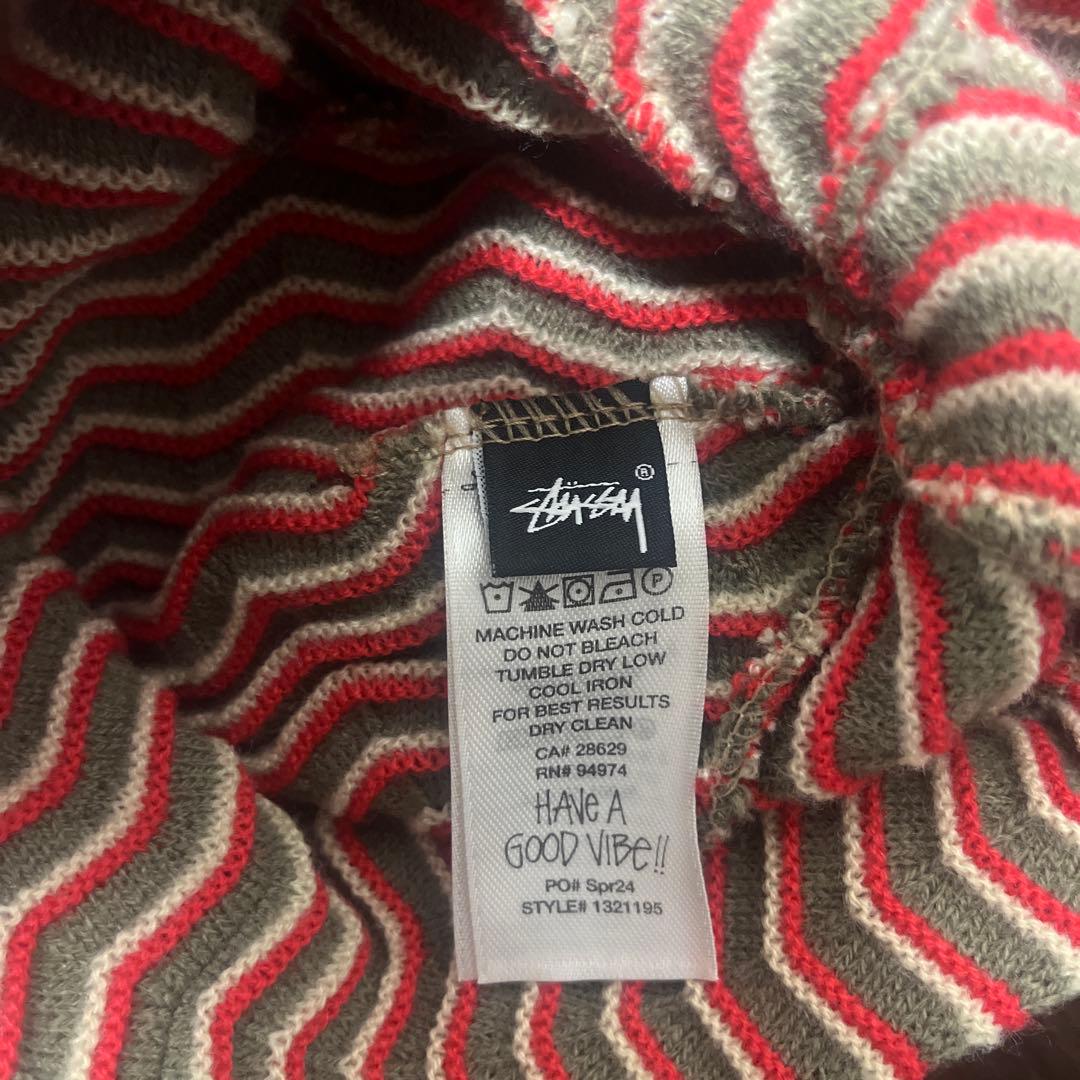 Stüssy ®
MACHINE WASH COLD
DO NOT BLEACH
TUMBLE DRY LOW
COOL IRON
FOR BEST RESULTS
DRY CLEAN
CA# 28629
RN# 94974
HAVE A
GOOD VIBE!!
PO# Spr24
STYLE# 1321195